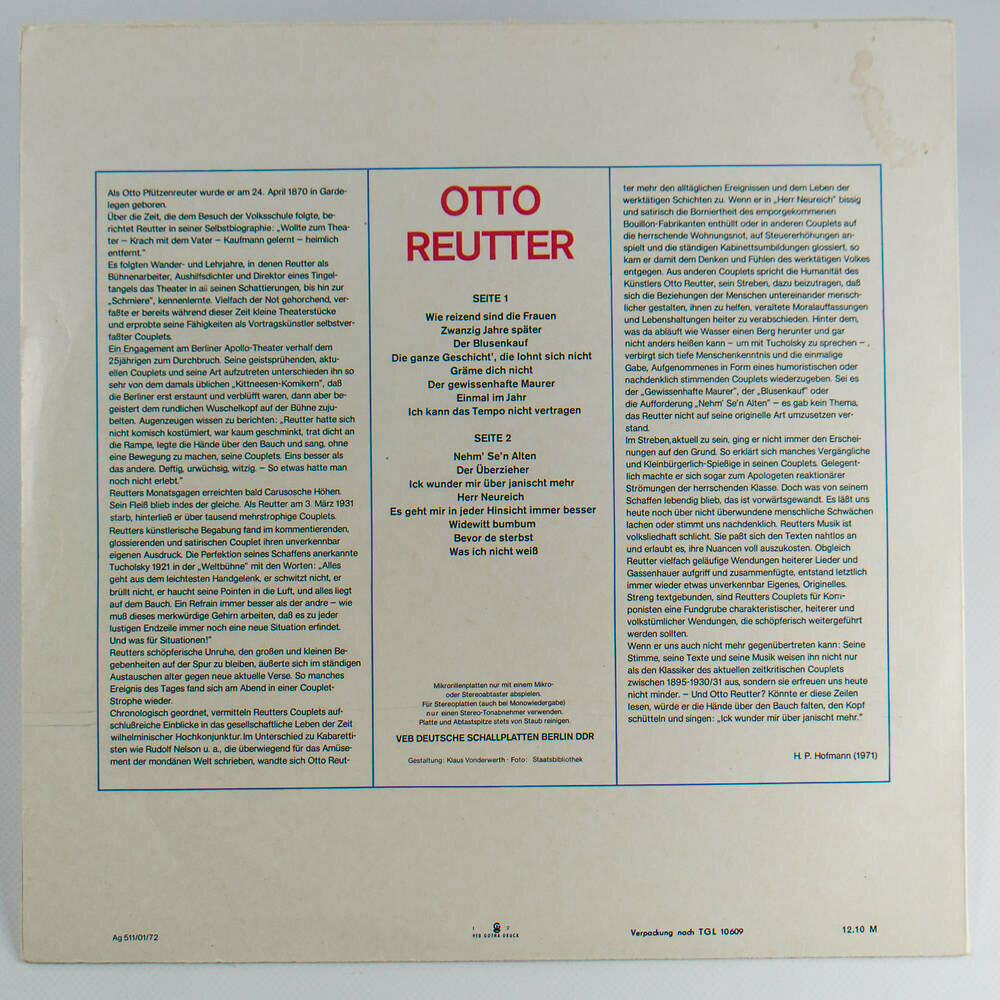 Als Otto Pfützenreuter wurde er am 24. April 1870 in Garde-
legen geboren.
Über die Zeit, die dem Besuch der Volksschule folgte, be-
richtet Reutter in seiner Selbstbiographie: „Wollte zum Thea-
ter – Krach mit dem Vater – Kaufmann gelernt – heimlich
entfernt."
Es folgten Wander- und Lehrjahre, in denen Reutter als
Bühnenarbeiter, Aushilfsdichter und Direktor eines Tingel-
tangels das Theater in all seinen Schattierungen, bis hin zur
„Schmiere", kennenlernte. Vielfach der Not gehorchend, ver-
faßte er bereits während dieser Zeit kleine Theaterstücke
und erprobte seine Fähigkeiten als Vortragskünstler selbstver-
faßter Couplets.
Ein Engagement am Berliner Apollo-Theater verhalf dem
25jährigen zum Durchbruch. Seine geistsprühenden, aktu-
ellen Couplets und seine Art aufzutreten unterschieden ihn so
sehr von dem damals üblichen „Kittneesen-Komikern", daß
die Berliner erst erstaunt und verblüfft waren, dann aber be-
geistert dem rundlichen Wuschelkopf auf der Bühne zuju-
belten. Augenzeugen wissen zu berichten: „Reutter hatte sich
nicht komisch kostümiert, war kaum geschminkt, trat dicht an
die Rampe, legte die Hände über den Bauch und sang, ohne
eine Bewegung zu machen, seine Couplets. Eins besser als
das andere. Deftig, urwüchsig, witzig. – So etwas hatte man
noch nicht erlebt."
Reutters Monatsgagen erreichten bald Carusosche Höhen.
Sein Fleiß blieb indes der gleiche. Als Reutter am 3. März 1931
starb, hinterließ er über tausend mehrstrophige Couplets.
Reutters künstlerische Begabung fand im kommentierenden,
glossierenden und satirischen Couplet ihren unverkennbar
eigenen Ausdruck. Die Perfektion seines Schaffens anerkannte
Tucholsky 1921 in der „Weltbühne" mit den Worten: „Alles
geht aus dem leichtesten Handgelenk, er schwitzt nicht, er
brüllt nicht, er haucht seine Pointen in die Luft, und alles liegt
auf dem Bauch. Ein Refrain immer besser als der andre – wie
muß dieses merkwürdige Gehirn arbeiten, daß es zu jeder
lustigen Endzeile immer noch eine neue Situation erfindet.
Und was für Situationen!"
Reutters schöpferische Unruhe, den großen und kleinen Be-
gebenheiten auf der Spur zu bleiben, äußerte sich im ständigen
Austauschen alter gegen neue aktuelle Verse. So manches
Ereignis des Tages fand sich am Abend in einer Couplet-
Strophe wieder.
Chronologisch geordnet, vermitteln Reutters Couplets auf-
schlußreiche Einblicke in das gesellschaftliche Leben der Zeit
wilhelminischer Hochkonjunktur. Im Unterschied zu Kabaretti-
sten wie Rudolf Nelson u. a., die überwiegend für das Amüse-
ment der mondänen Welt schrieben, wandte sich Otto Reut-
OTTO
REUTTER
SEITE 1
Wie reizend sind die Frauen
Zwanzig Jahre später
Der Blusenkauf
Die ganze Geschicht', die lohnt sich nicht
Gräme dich nicht
Der gewissenhafte Maurer
Einmal im Jahr
Ich kann das Tempo nicht vertragen
SEITE 2
Nehm' Se'n Alten
Der Überzieher
Ick wunder mir über janischt mehr
Herr Neureich
Es geht mir in jeder Hinsicht immer besser
Widewitt bumbum
Bevor de sterbst
Was ich nicht weiß
Mikrorillenplatten nur mit einem Mikro-
oder Stereoabtaster abspielen.
Für Stereoplatten (auch bei Monowiedergabe)
nur einen Stereo-Tonabnehmer verwenden.
Platte und Abtastspitze stets von Staub reinigen.
VEB DEUTSCHE SCHALLPLATTEN BERLIN DDR
Gestaltung: Klaus Vonderwerth · Foto: Staatsbibliothek
ter mehr den alltäglichen Ereignissen und dem Leben der
werktätigen Schichten zu. Wenn er in „Herr Neureich" bissig
und satirisch die Borniertheit des emporgekommenen
Bouillon-Fabrikanten enthüllt oder in anderen Couplets auf
die herrschende Wohnungsnot, auf Steuererhöhungen an-
spielt und die ständigen Kabinettsumbildungen glossiert, so
kam er damit dem Denken und Fühlen des werktätigen Volkes
entgegen. Aus anderen Couplets spricht die Humanität des
Künstlers Otto Reutter, sein Streben, dazu beizutragen, daß
sich die Beziehungen der Menschen untereinander mensch-
licher gestalten, ihnen zu helfen, veraltete Moralauffassungen
und Lebenshaltungen heiter zu verabschieden. Hinter dem,
was da abläuft wie Wasser einen Berg herunter und gar
nicht anders heißen kann – um mit Tucholsky zu sprechen – ,
verbirgt sich tiefe Menschenkenntnis und die einmalige
Gabe, Aufgenommenes in Form eines humoristischen oder
nachdenklich stimmenden Couplets wiederzugeben. Sei es
der „Gewissenhafte Maurer", der „Blusenkauf" oder
die Aufforderung „Nehm' Se'n Alten" – es gab kein Thema,
das Reutter nicht auf seine originelle Art umzusetzen ver-
stand.
Im Streben, aktuell zu sein, ging er nicht immer den Erschei-
nungen auf den Grund. So erklärt sich manches Vergängliche
und Kleinbürgerlich-Spießige in seinen Couplets. Gelegent-
lich machte er sich sogar zum Apologeten reaktionärer
Strömungen der herrschenden Klasse. Doch was von seinem
Schaffen lebendig blieb, das ist vorwärtsgewandt. Es läßt uns
heute noch über nicht überwundene menschliche Schwächen
lachen oder stimmt uns nachdenklich. Reutters Musik ist
volksliedhaft schlicht. Sie paßt sich den Texten nahtlos an
und erlaubt es, ihre Nuancen voll auszukosten. Obgleich
Reutter vielfach geläufige Wendungen heiterer Lieder und
Gassenhauer aufgriff und zusammenfügte, entstand letztlich
immer wieder etwas unverkennbar Eigenes, Originelles.
Streng textgebunden, sind Reutters Couplets für Kom-
ponisten eine Fundgrube charakteristischer, heiterer und
volkstümlicher Wendungen, die schöpferisch weitergeführt
werden sollten.
Wenn er uns auch nicht mehr gegenübertreten kann: Seine
Stimme, seine Texte und seine Musik weisen ihn nicht nur
als den Klassiker des aktuellen zeitkritischen Couplets
zwischen 1895-1930/31 aus, sondern sie erfreuen uns heute
nicht minder. – Und Otto Reutter? Könnte er diese Zeilen
lesen, würde er die Hände über den Bauch falten, den Kopf
schütteln und singen: „Ick wunder mir über janischt mehr."
H. P. Hofmann (1971)
Ag 511/01/72
VEB GOTHA-DRUCK
Verpackung nach TGL 10609
12.10 M